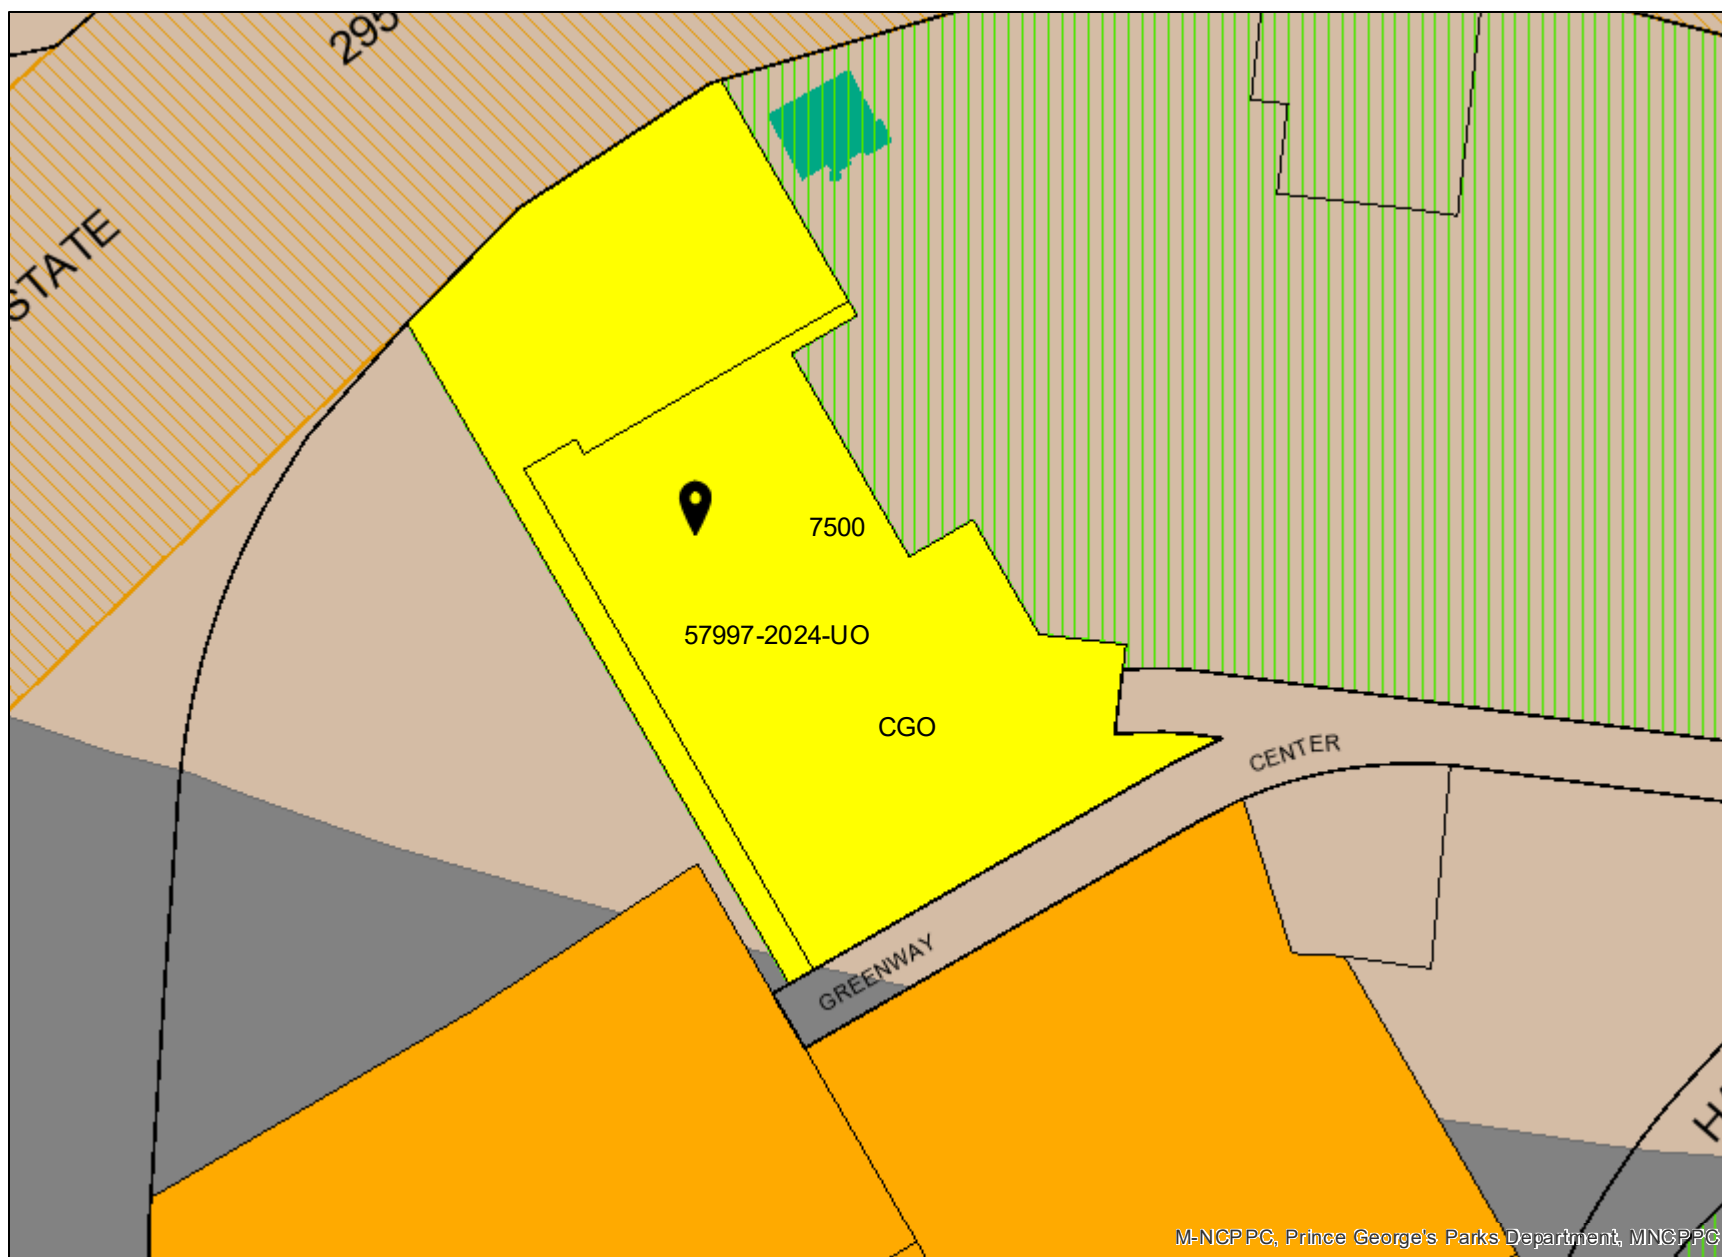 295
STATE
7500
57997-2024-UO
CGO
CENTER
GREENWAY
M-NCPPC, Prince George's Parks Department, MNCPPC